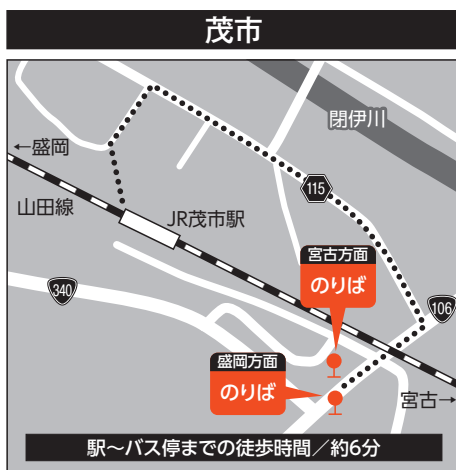 茂市
閉伊川
←盛岡
115
山田線
JR茂市駅
宮古方面
のりば
340
106
盛岡方面
のりば
宮古→
駅〜バス停までの徒歩時間／約6分